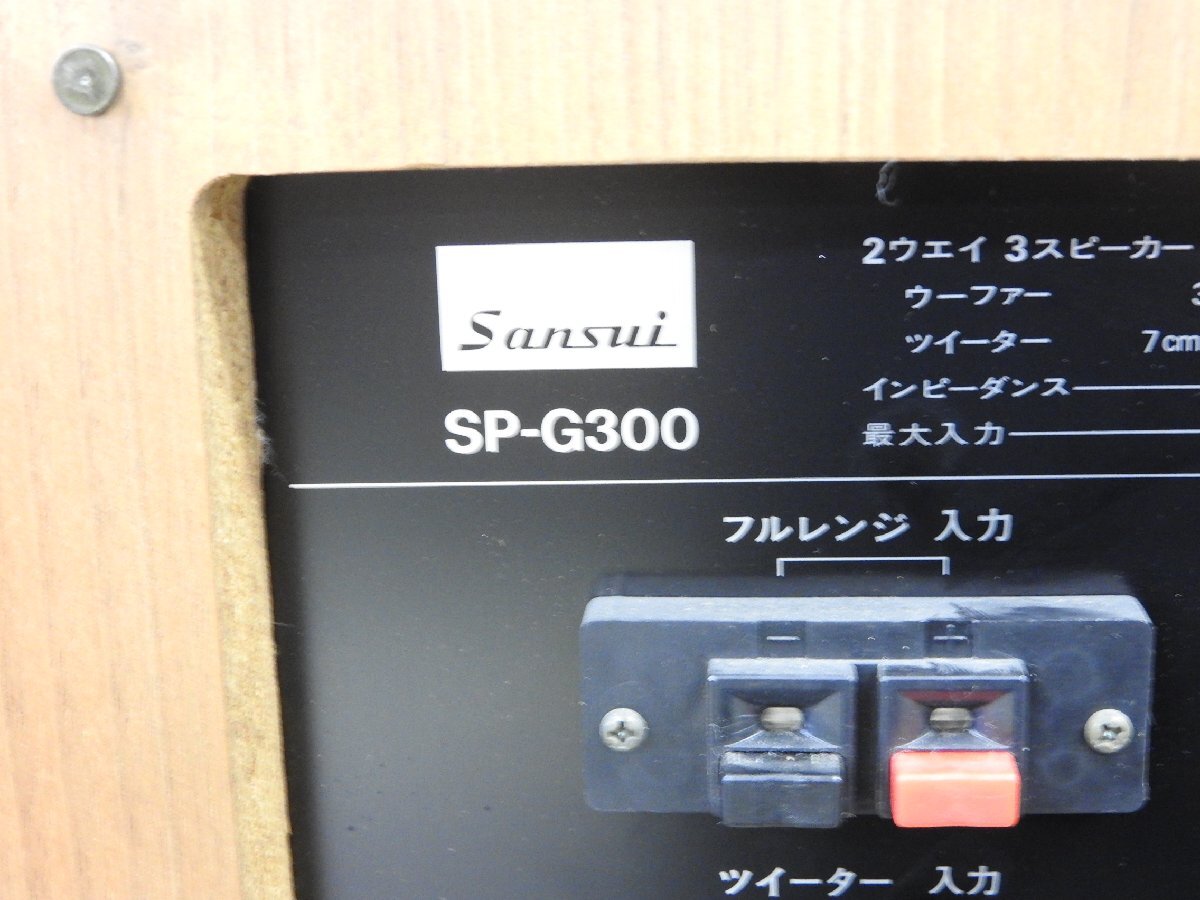 Sansui
SP-G300
2ウエイ 3スピーカー
ウーファー
ツイーター 7cm
インピーダンス
最大入力
フルレンジ 入力
− +
ツイーター 入力